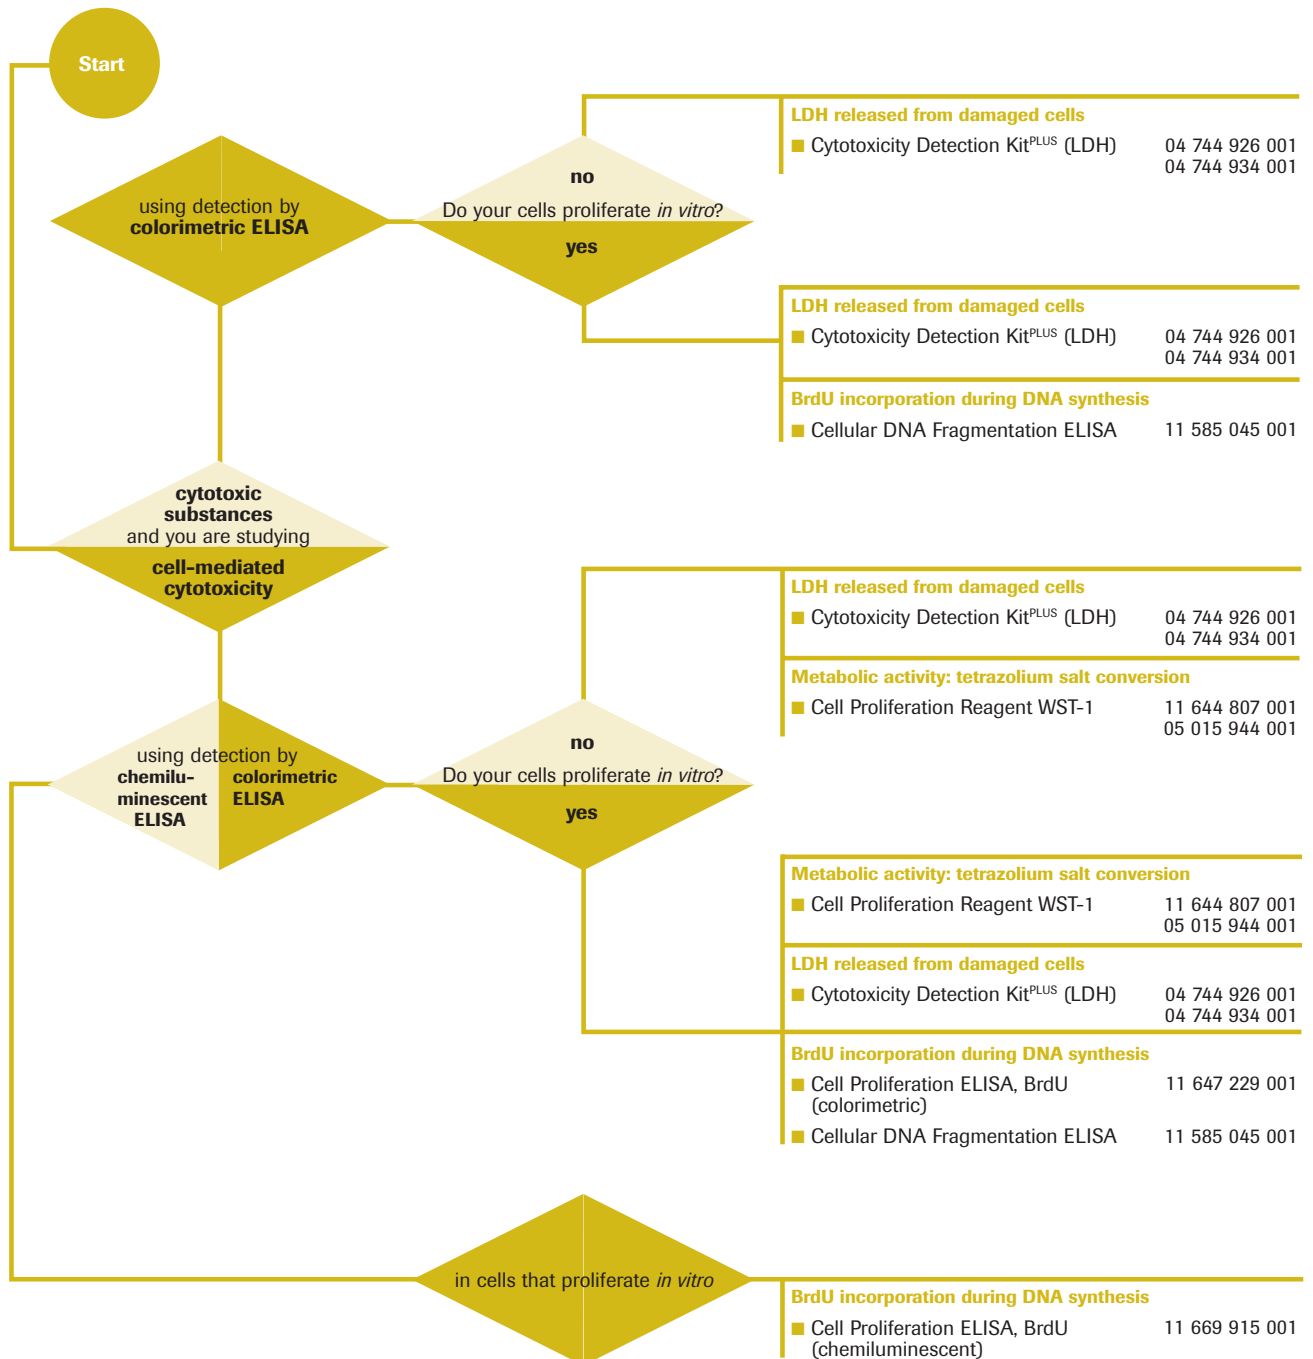 Start
LDH released from damaged cells
■ Cytotoxicity Detection KitPLUS (LDH) 04 744 926 001
04 744 934 001
using detection by
colorimetric ELISA
no
Do your cells proliferate in vitro?
yes
LDH released from damaged cells
■ Cytotoxicity Detection KitPLUS (LDH) 04 744 926 001
04 744 934 001
BrdU incorporation during DNA synthesis
■ Cellular DNA Fragmentation ELISA 11 585 045 001
cytotoxic
substances
and you are studying
cell-mediated
cytotoxicity
LDH released from damaged cells
■ Cytotoxicity Detection KitPLUS (LDH) 04 744 926 001
04 744 934 001
Metabolic activity: tetrazolium salt conversion
■ Cell Proliferation Reagent WST-1 11 644 807 001
05 015 944 001
using detection by
chemilu-
minescent
ELISA
colorimetric
ELISA
no
Do your cells proliferate in vitro?
yes
Metabolic activity: tetrazolium salt conversion
■ Cell Proliferation Reagent WST-1 11 644 807 001
05 015 944 001
LDH released from damaged cells
■ Cytotoxicity Detection KitPLUS (LDH) 04 744 926 001
04 744 934 001
BrdU incorporation during DNA synthesis
■ Cell Proliferation ELISA, BrdU 11 647 229 001
(colorimetric)
■ Cellular DNA Fragmentation ELISA 11 585 045 001
in cells that proliferate in vitro
BrdU incorporation during DNA synthesis
■ Cell Proliferation ELISA, BrdU 11 669 915 001
(chemiluminescent)